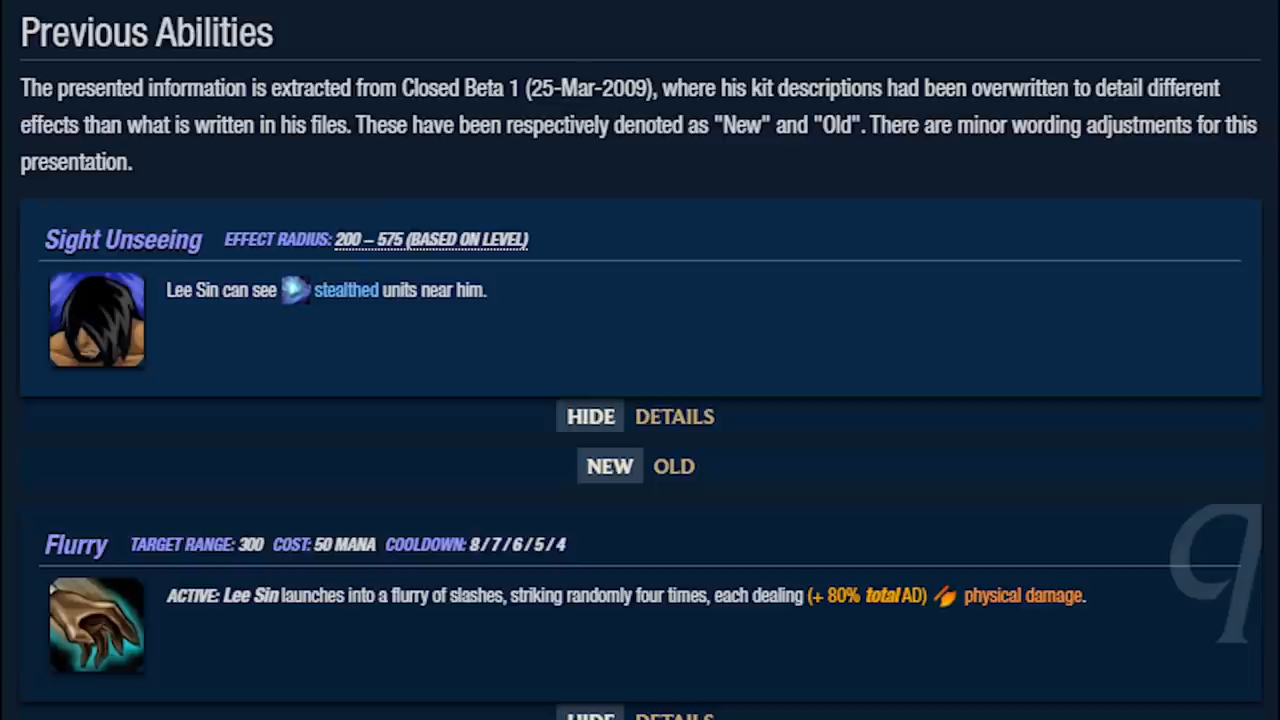 Previous Abilities
The presented information is extracted from Closed Beta 1 (25-Mar-2009), where his kit descriptions had been overwritten to detail different
effects than what is written in his files. These have been respectively denoted as "New" and "Old". There are minor wording adjustments for this
presentation.
Sight Unseeing EFFECT RADIUS: 200 – 575 (BASED ON LEVEL)
Lee Sin can see stealthed units near him.
HIDE DETAILS
NEW OLD
Flurry TARGET RANGE: 300 COST: 50 MANA COOLDOWN: 8 / 7 / 6 / 5 / 4
q
ACTIVE: Lee Sin launches into a flurry of slashes, striking randomly four times, each dealing (+ 80% total AD) physical damage.
HIDE DETAILS